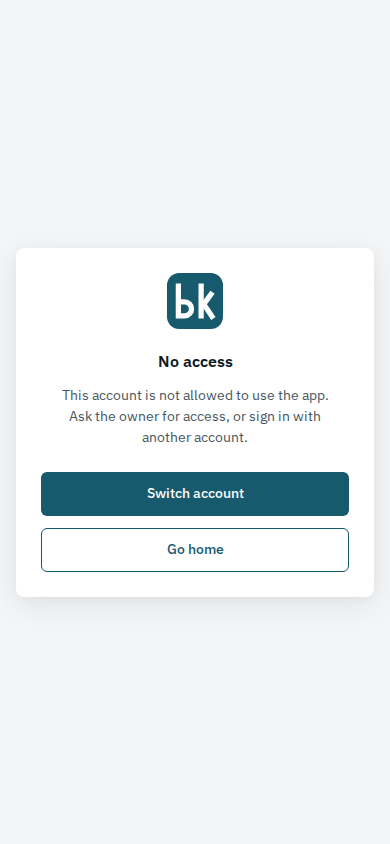 bk
No access
This account is not allowed to use the app.
Ask the owner for access, or sign in with
another account.
Switch account
Go home